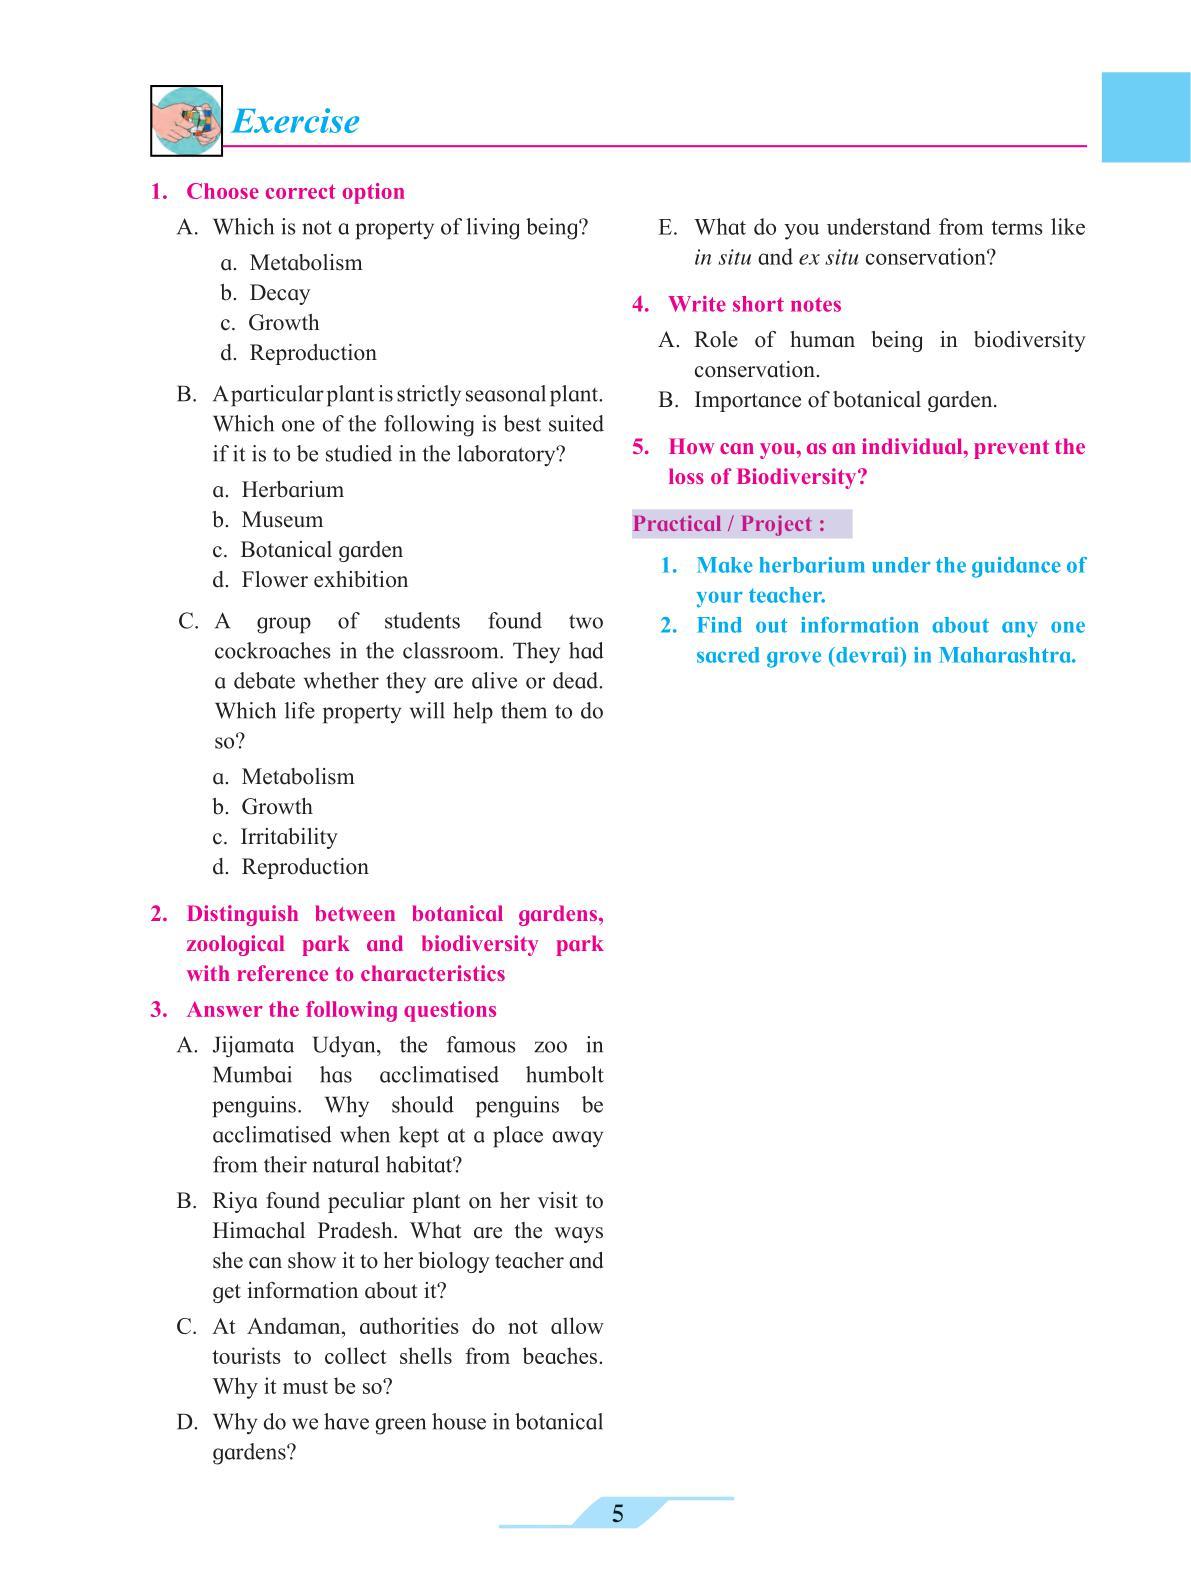 Exercise
1. Choose correct option
A. Which is not a property of living being?
a. Metabolism
b. Decay
c. Growth
d. Reproduction
B. A particular plant is strictly seasonal plant.
Which one of the following is best suited
if it is to be studied in the laboratory?
a. Herbarium
b. Museum
c. Botanical garden
d. Flower exhibition
C. A group of students found two
cockroaches in the classroom. They had
a debate whether they are alive or dead.
Which life property will help them to do
so?
a. Metabolism
b. Growth
c. Irritability
d. Reproduction
2. Distinguish between botanical gardens,
zoological park and biodiversity park
with reference to characteristics
3. Answer the following questions
A. Jijamata Udyan, the famous zoo in
Mumbai has acclimatised humbolt
penguins. Why should penguins be
acclimatised when kept at a place away
from their natural habitat?
B. Riya found peculiar plant on her visit to
Himachal Pradesh. What are the ways
she can show it to her biology teacher and
get information about it?
C. At Andaman, authorities do not allow
tourists to collect shells from beaches.
Why it must be so?
D. Why do we have green house in botanical
gardens?
E. What do you understand from terms like
in situ and ex situ conservation?
4. Write short notes
A. Role of human being in biodiversity
conservation.
B. Importance of botanical garden.
5. How can you, as an individual, prevent the
loss of Biodiversity?
Practical / Project :
1. Make herbarium under the guidance of
your teacher.
2. Find out information about any one
sacred grove (devrai) in Maharashtra.
5